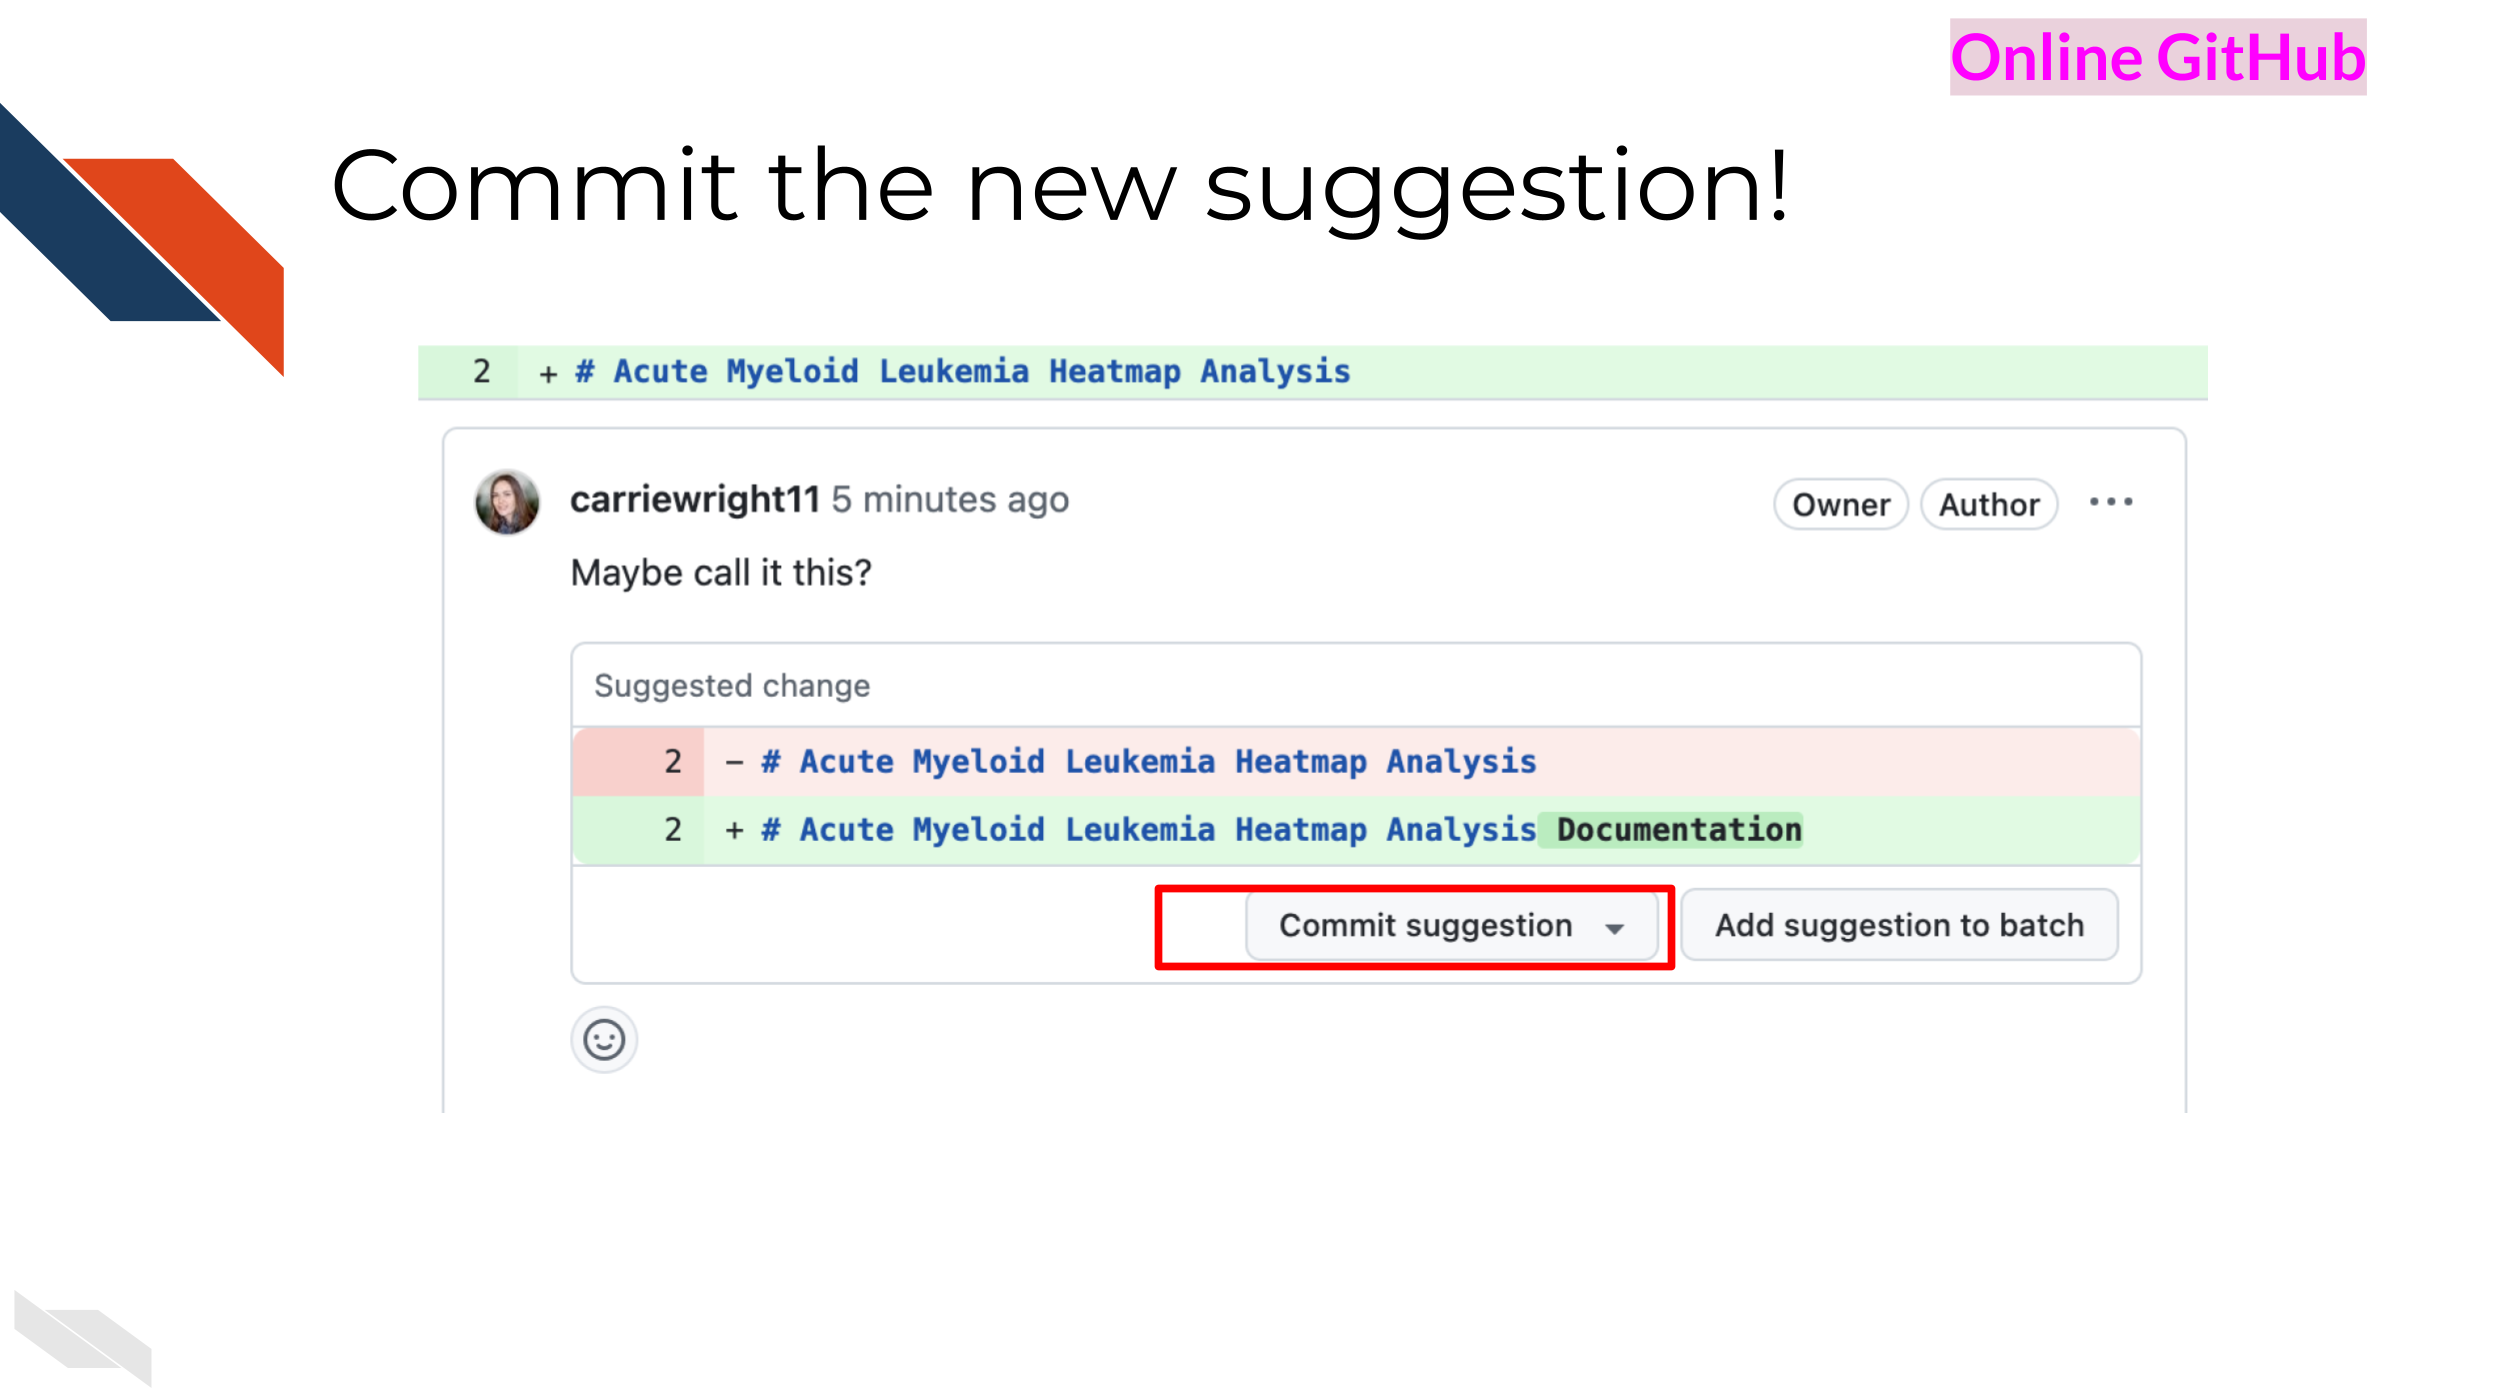 Online GitHub
Commit the new suggestion!
2 + # Acute Myeloid Leukemia Heatmap Analysis
carriewright11 5 minutes ago Owner Author ...
Maybe call it this?
Suggested change
2 − # Acute Myeloid Leukemia Heatmap Analysis
2 + # Acute Myeloid Leukemia Heatmap Analysis Documentation
Commit suggestion Add suggestion to batch